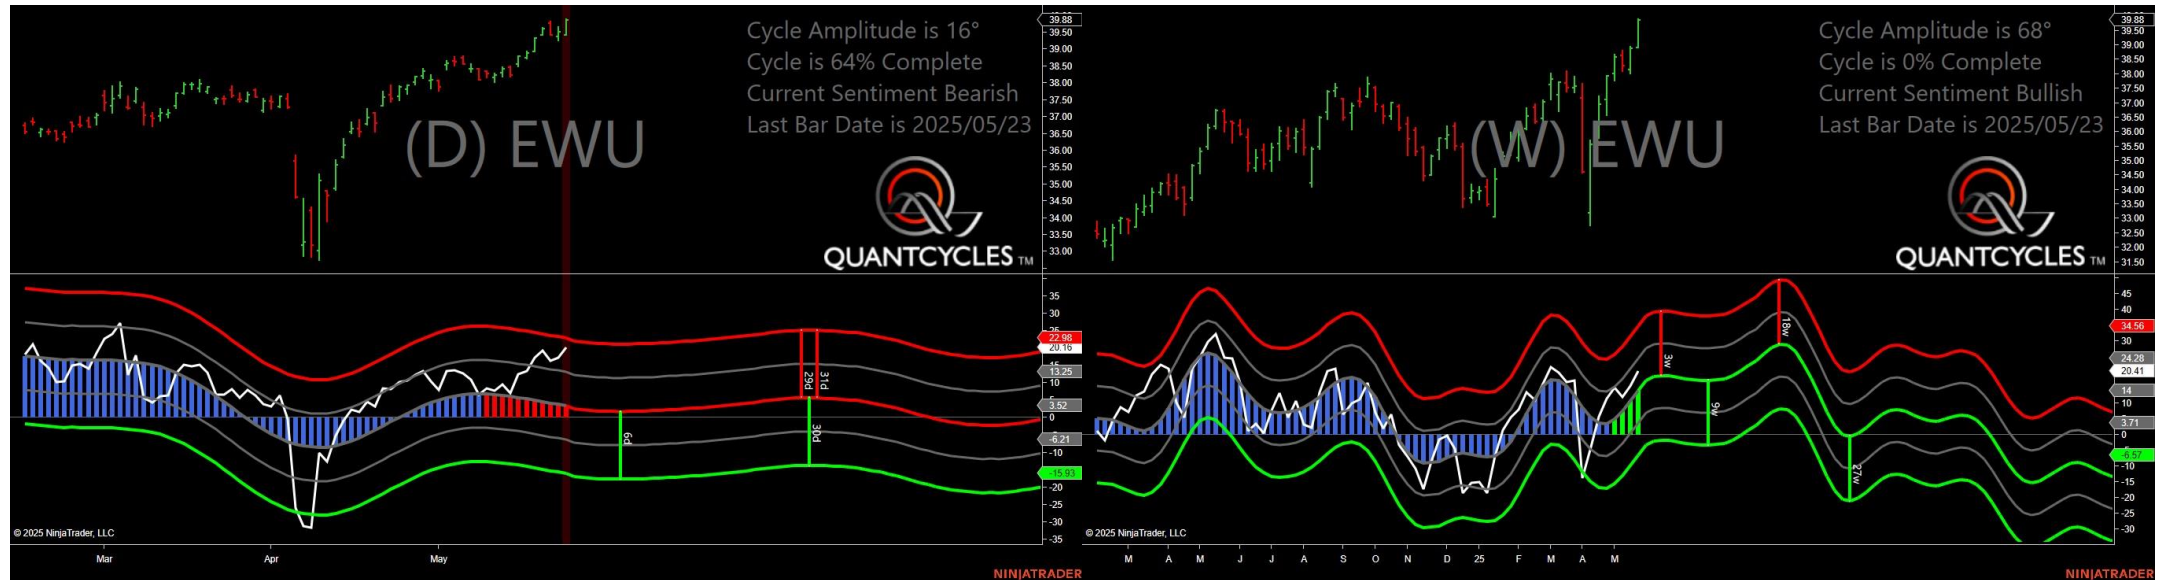 Cycle Amplitude is 16°
Cycle is 64% Complete
Current Sentiment Bearish
Last Bar Date is 2025/05/23
(D) EWU
QUANTCYCLES TM
39.88
39.50
39.00
38.50
38.00
37.50
37.00
36.50
36.00
35.50
35.00
34.50
34.00
33.50
33.00
35
30
25
22.98
20.16
15
13.25
10
5
3.52
0
-6.21
-10
-15.93
-20
-25
-30
-35
6d
29d
31d
30d
© 2025 NinjaTrader, LLC
Mar
Apr
May
NINJATRADER
Cycle Amplitude is 68°
Cycle is 0% Complete
Current Sentiment Bullish
Last Bar Date is 2025/05/23
(W) EWU
QUANTCYCLES TM
39.88
39.50
39.00
38.50
38.00
37.50
37.00
36.50
36.00
35.50
35.00
34.50
34.00
33.50
33.00
32.50
32.00
31.50
45
40
34.56
30
24.28
20.41
14
10
3.71
0
-6.57
-10
-15
-20
-25
-30
3w
9w
18w
27w
© 2025 NinjaTrader, LLC
M
A
M
J
J
A
S
O
N
D
25
F
M
A
M
NINJATRADER